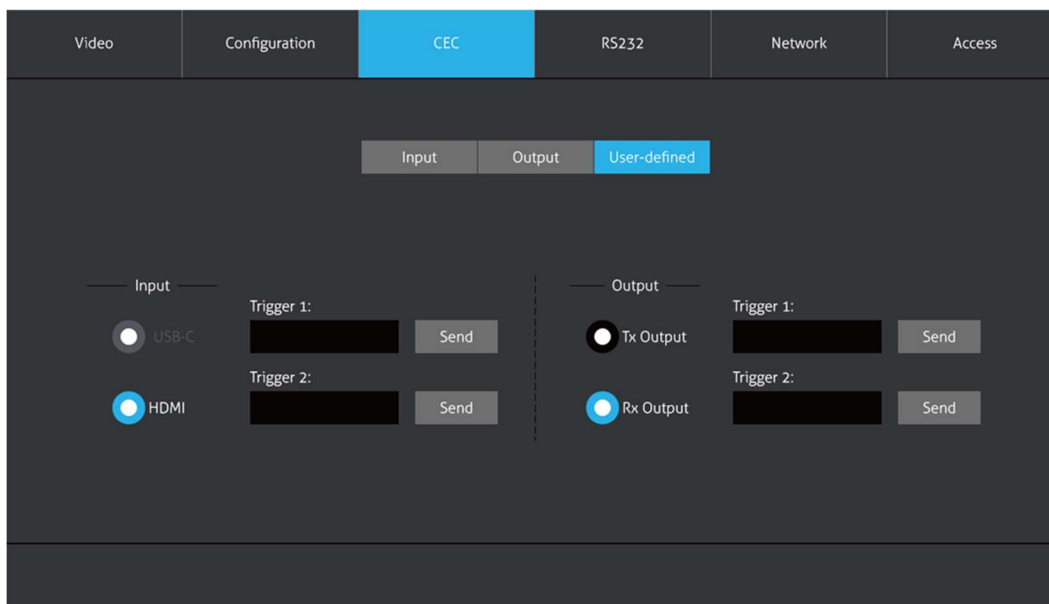 Video Configuration CEC RS232 Network Access
Input Output User-defined
Input
Trigger 1:
USB-C Send
Trigger 2:
HDMI Send
Output
Trigger 1:
Tx Output Send
Trigger 2:
Rx Output Send